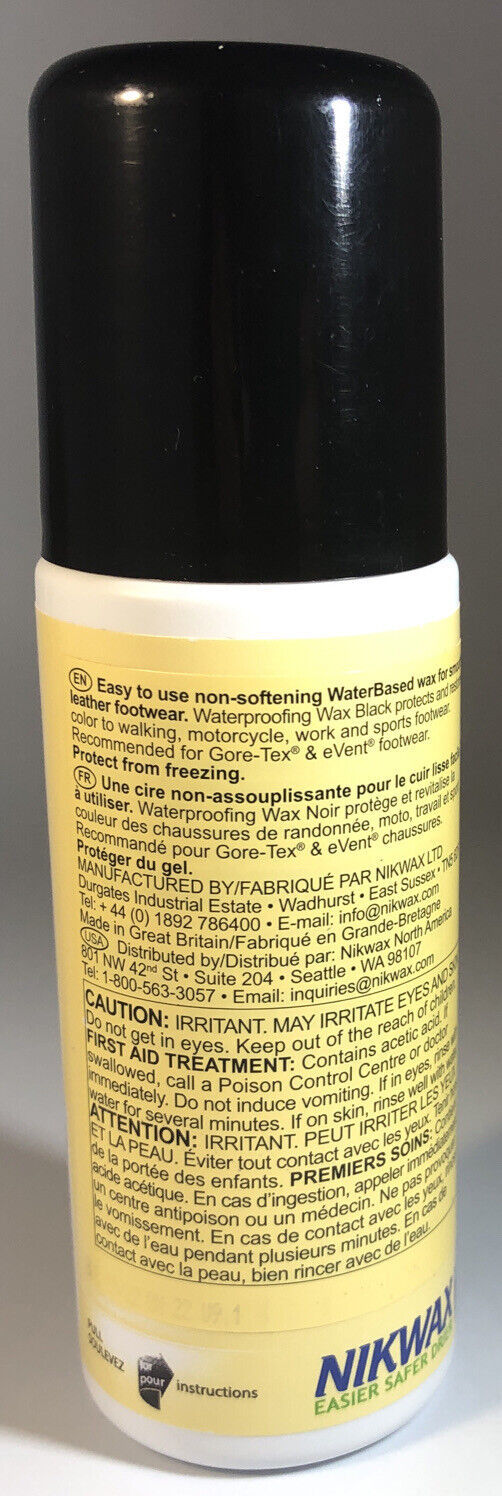 EN Easy to use non-softening WaterBased wax for
leather footwear. Waterproofing Wax Black protects and
color to walking, motorcycle, work and sports footwear.
Recommended for Gore-Tex® & eVent® footwear.
Protect from freezing.
FR Une cire non-assouplissante pour le cuir lisse
à utiliser. Waterproofing Wax Noir protège et revitalise la
couleur des chaussures de randonnée, moto, travail et
Recommandé pour Gore-Tex® & eVent® chaussures.
Protéger du gel.
MANUFACTURED BY/FABRIQUÉ PAR NIKWAX LTD
Durgates Industrial Estate • Wadhurst • East Sussex •
Tel: + 44 (0) 1892 786400 • E-mail: info@nikwax.com
Made in Great Britain/Fabriqué en Grande-Bretagne
USA Distributed by/Distribué par: Nikwax North America
801 NW 42nd St • Suite 204 • Seattle • WA 98107
Tel: 1-800-563-3057 • Email: inquiries@nikwax.com
CAUTION: IRRITANT. MAY IRRITATE EYES AND
Do not get in eyes. Keep out of the reach of children.
FIRST AID TREATMENT: Contains acetic acid. If
swallowed, call a Poison Control Centre or doctor
immediately. Do not induce vomiting. If in eyes, rinse with
water for several minutes. If on skin, rinse well with
ATTENTION: IRRITANT. PEUT IRRITER LES
ET LA PEAU. Éviter tout contact avec les yeux.
de la portée des enfants. PREMIERS SOINS:
acide acétique. En cas d'ingestion, appeler
un centre antipoison ou un médecin. Ne pas
le vomissement. En cas de contact avec les yeux,
avec de l'eau pendant plusieurs minutes. En cas de
contact avec la peau, bien rincer avec de l'eau.
PULL
SOULEVEZ
for
pour
instructions
NIKWAX
EASIER SAFER